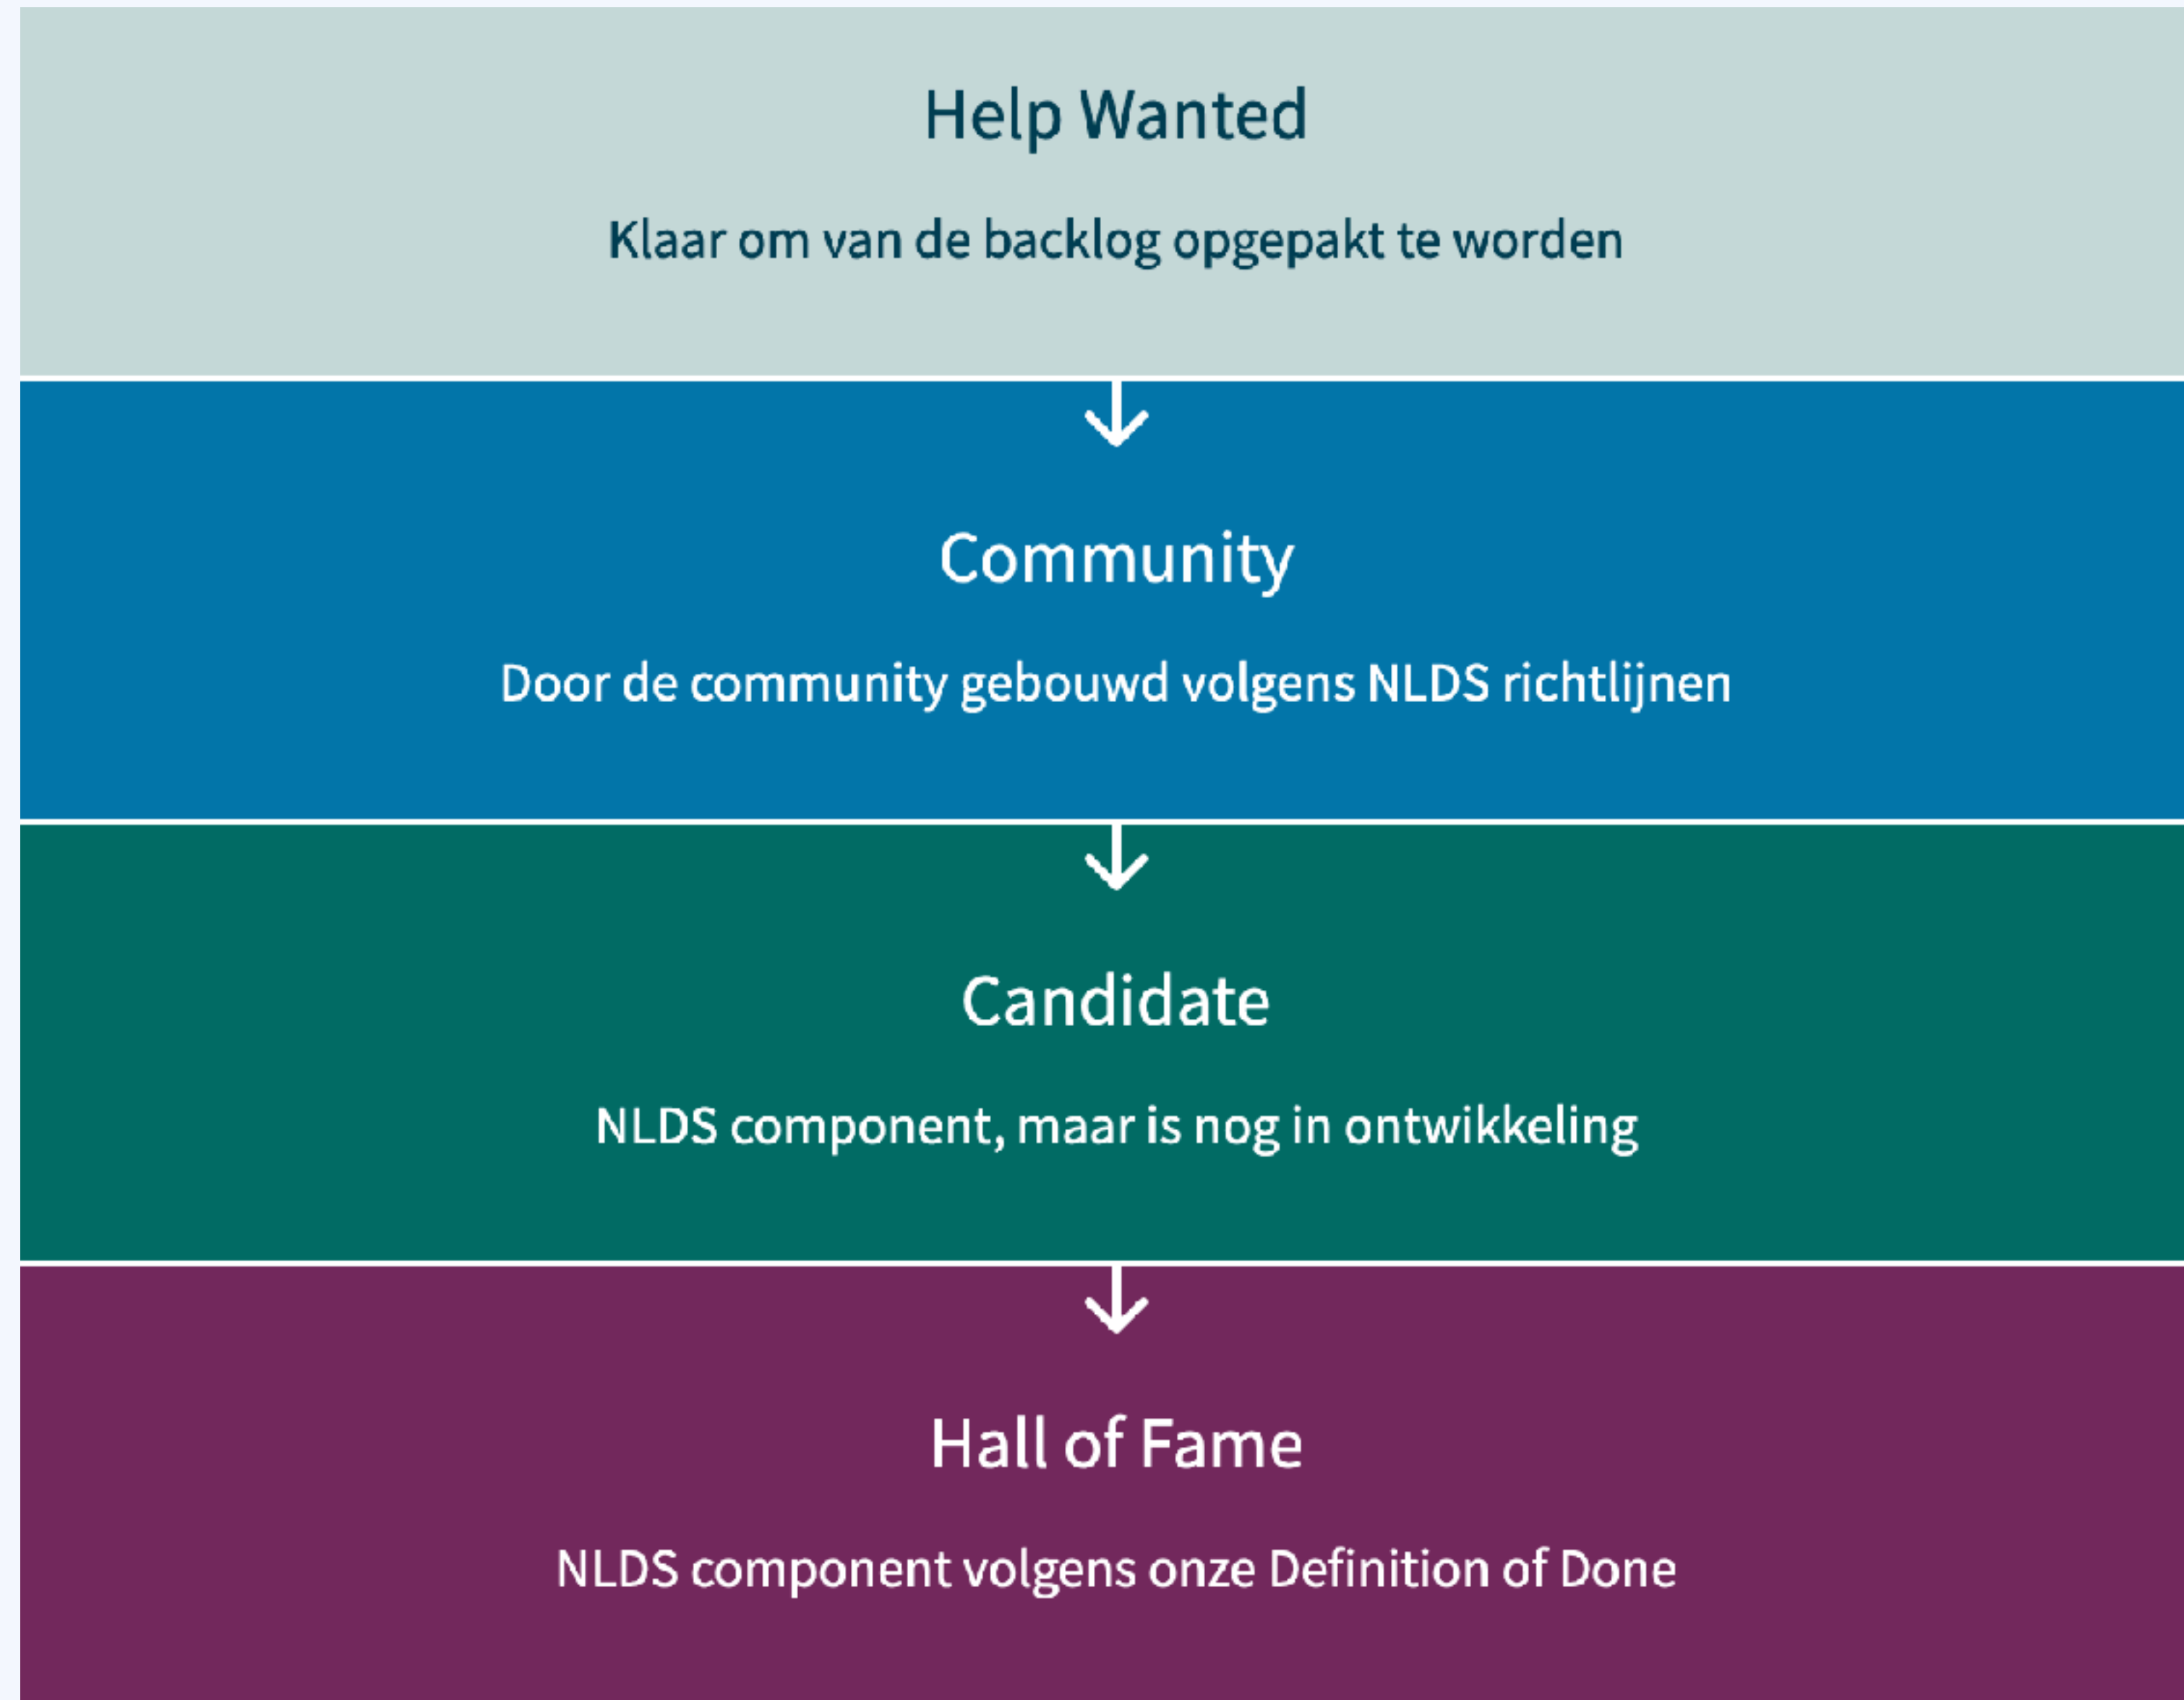 Help Wanted
Klaar om van de backlog opgepakt te worden
Community
Door de community gebouwd volgens NLDS richtlijnen
Candidate
NLDS component, maar is nog in ontwikkeling
Hall of Fame
NLDS component volgens onze Definition of Done